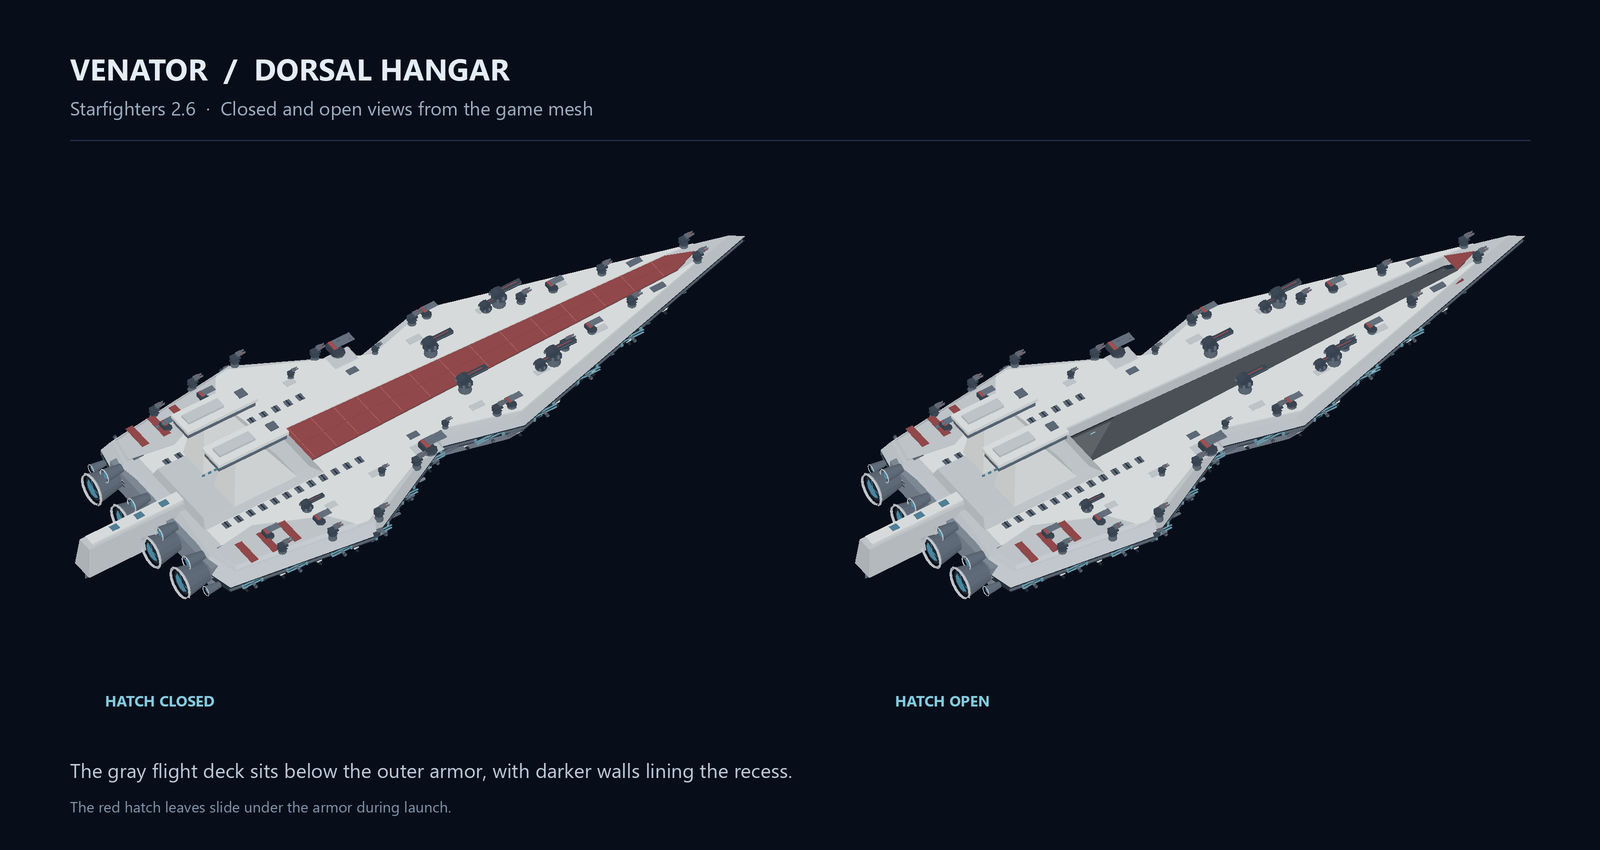 VENATOR / DORSAL HANGAR
Starfighters 2.6 · Closed and open views from the game mesh
HATCH CLOSED
HATCH OPEN
The gray flight deck sits below the outer armor, with darker walls lining the recess.
The red hatch leaves slide under the armor during launch.